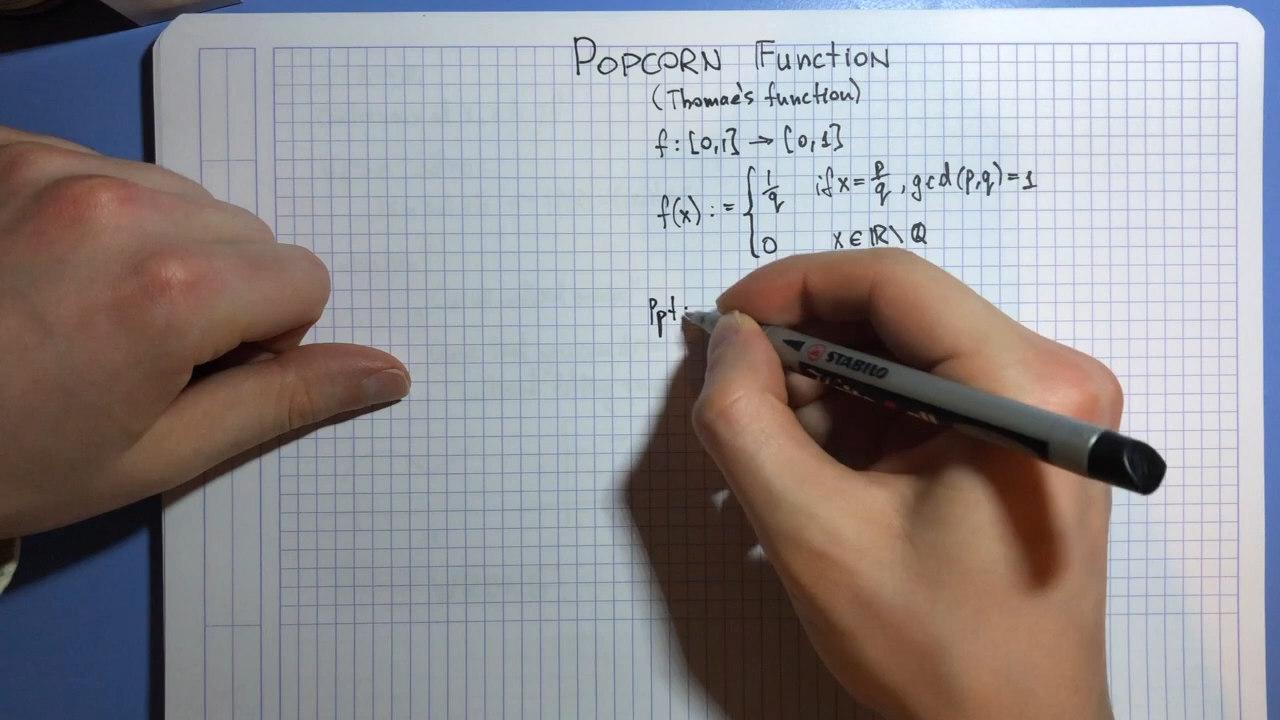 POPCORN Function
(Thomae's function)
f : [0,1] → [0,1]
f(x) := { 1/q if x = p/q , gcd(p,q) = 1
0 x ∈ ℝ \ ℚ
Ppt :
STABILO